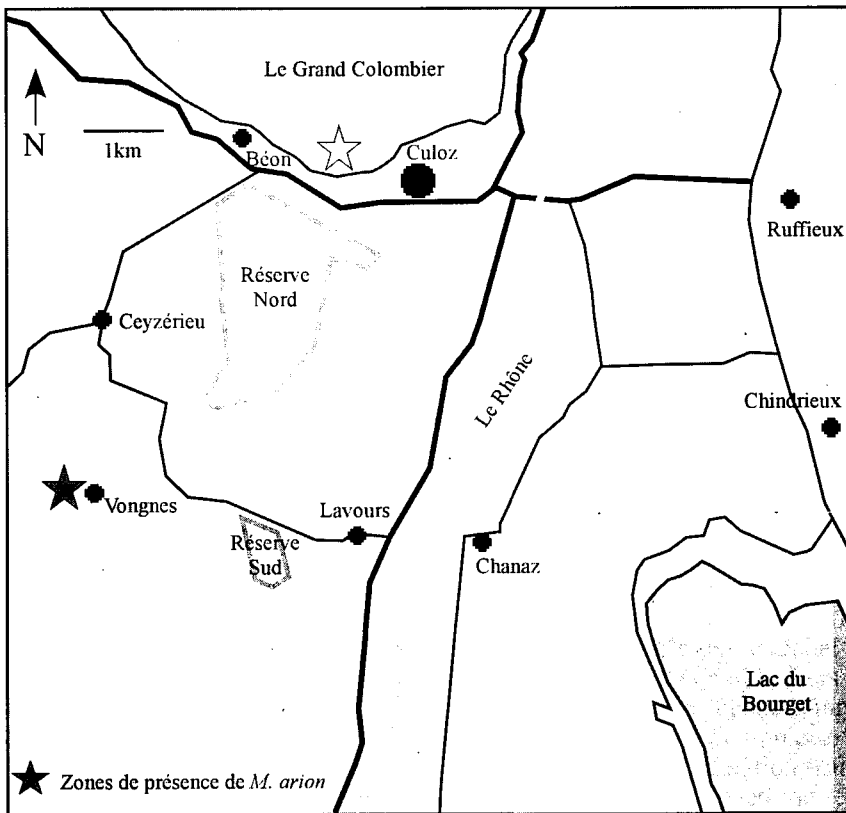 Le Grand Colombier
N
1km
Béon
Culoz
Ruffieux
Réserve
Nord
Ceyzérieu
Le Rhône
Chindrieux
Vongnes
Lavours
Réserve
Sud
Chanaz
Lac du
Bourget
Zones de présence de M. arion